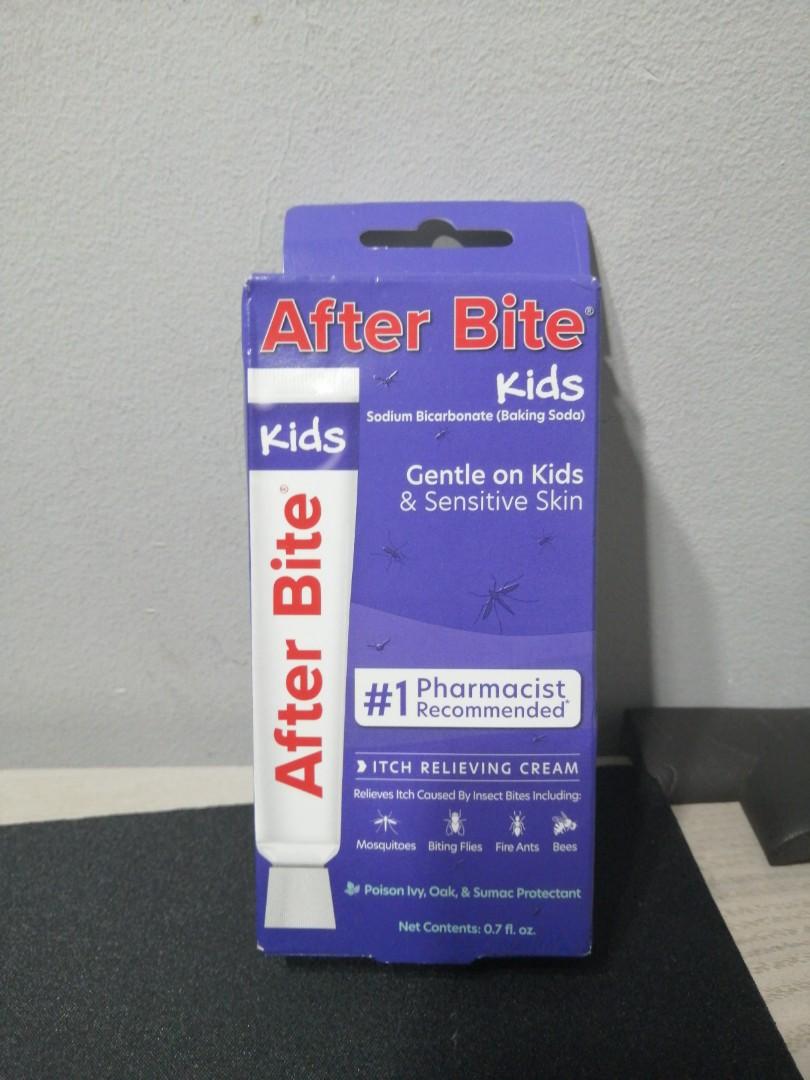 After Bite®
Kids
Sodium Bicarbonate (Baking Soda)
Kids
After Bite®
Gentle on Kids
& Sensitive Skin
#1 Pharmacist
Recommended*
ITCH RELIEVING CREAM
Relieves Itch Caused By Insect Bites Including:
Mosquitoes Biting Flies Fire Ants Bees
Poison Ivy, Oak, & Sumac Protectant
Net Contents: 0.7 fl. oz.